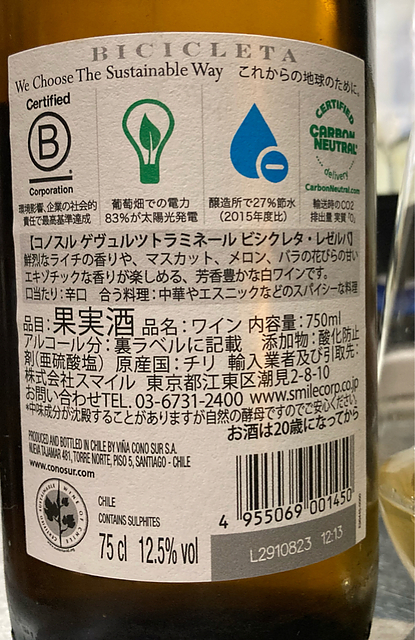 BICICLETA
We Choose The Sustainable Way これからの地球のために。
Certified
B
Corporation
環境影響、企業の社会的
責任で最高基準達成
葡萄畑での電力
83%が太陽光発電
醸造所で27%節水
(2015年度比)
CERTIFIED
CARBON
NEUTRAL
delivery
CarbonNeutral.com
輸送時のCO2
排出量 実質
【コノスル ゲヴュルツトラミネール ビシクレタ・レゼルバ】
鮮烈なライチの香りや、マスカット、メロン、バラの花びらの甘い
エキゾチックな香りが楽しめる、芳香豊かな白ワインです。
口当たり:辛口 合う料理:中華やエスニックなどのスパイシーな料理
品目:果実酒 品名:ワイン 内容量:750ml
アルコール分:裏ラベルに記載 添加物:酸化防止
剤(亜硫酸塩) 原産国:チリ 輸入業者及び引取先:
株式会社スマイル 東京都江東区潮見2-8-10
お問い合わせTEL. 03-6731-2400 www.smilecorp.co.jp
*中味成分が沈殿することがありますが自然の酵母ですのでご安心ください。
お酒は20歳になってから
PRODUCED AND BOTTLED IN CHILE BY VIÑA CONO SUR S.A.
NUEVA TAJAMAR 481, TORRE NORTE, PISO 5, SANTIAGO - CHILE
www.conosur.com
CHILE
CONTAINS SULPHITES
75 cl 12.5% vol
4 955069 001450
L2910823 12:13